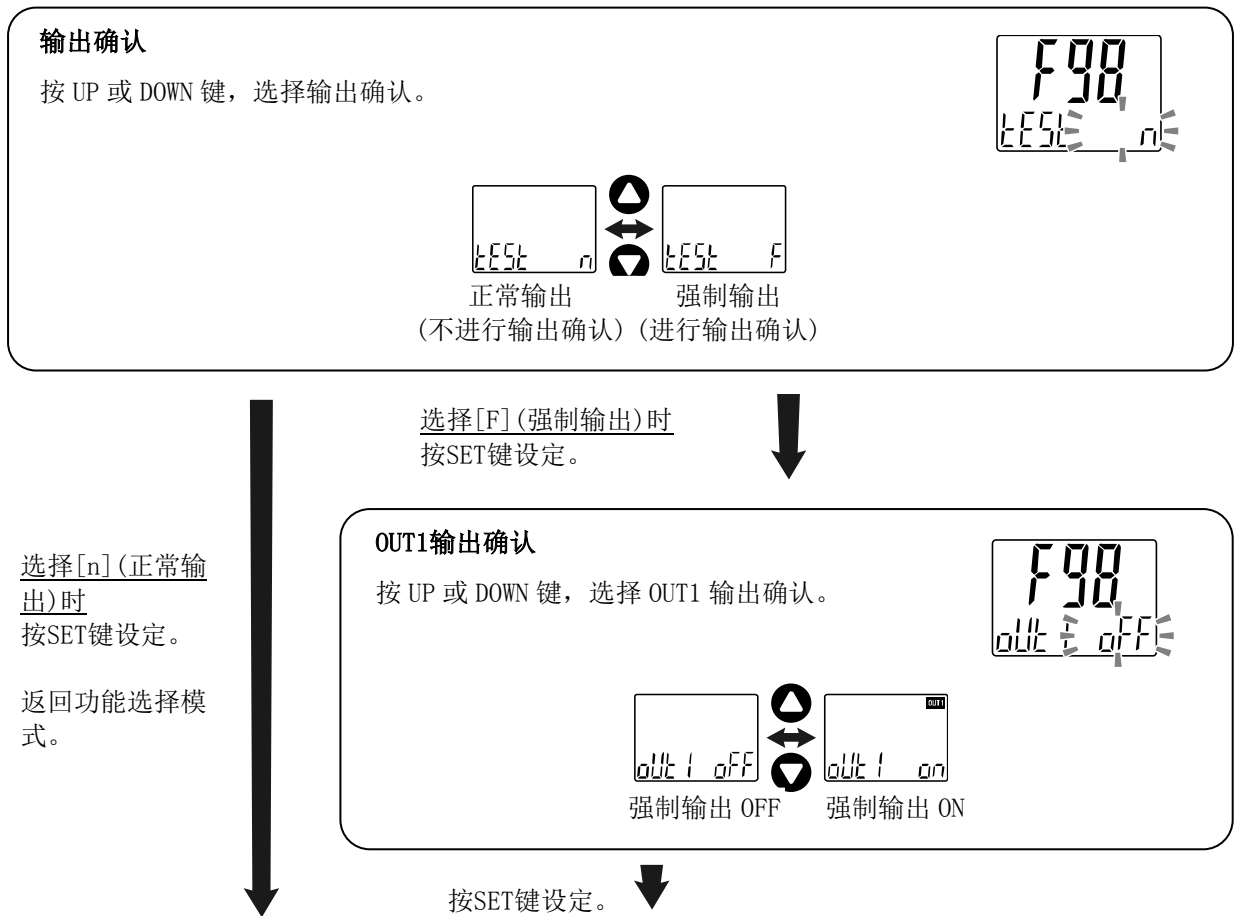 输出确认
按 UP 或 DOWN 键，选择输出确认。
F98
tESt n
tESt n
tESt F
正常输出
强制输出
(不进行输出确认)
(进行输出确认)
选择[F](强制输出)时
按SET键设定。
选择[n](正常输
出)时
按SET键设定。
返回功能选择模
式。
OUT1输出确认
按 UP 或 DOWN 键，选择 OUT1 输出确认。
F98
oUt 1 oFF
oUt 1 oFF
OUT1
oUt 1 on
强制输出 OFF
强制输出 ON
按SET键设定。